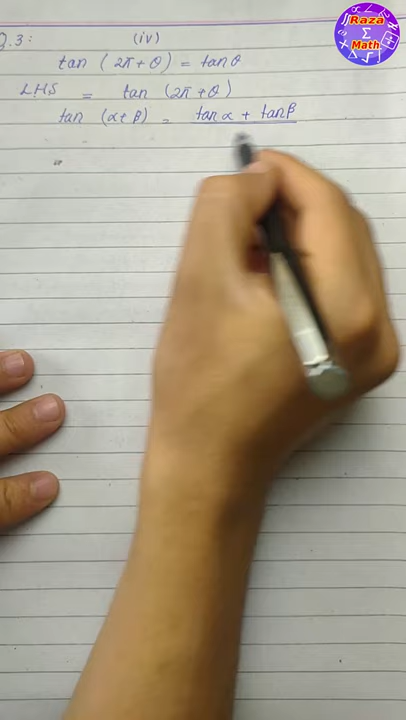 Q.3: (iv)
tan (2π + θ) = tanθ
LHS = tan (2π + θ)
tan (α + β) = tanα + tanβ
Raza
Σ
Math